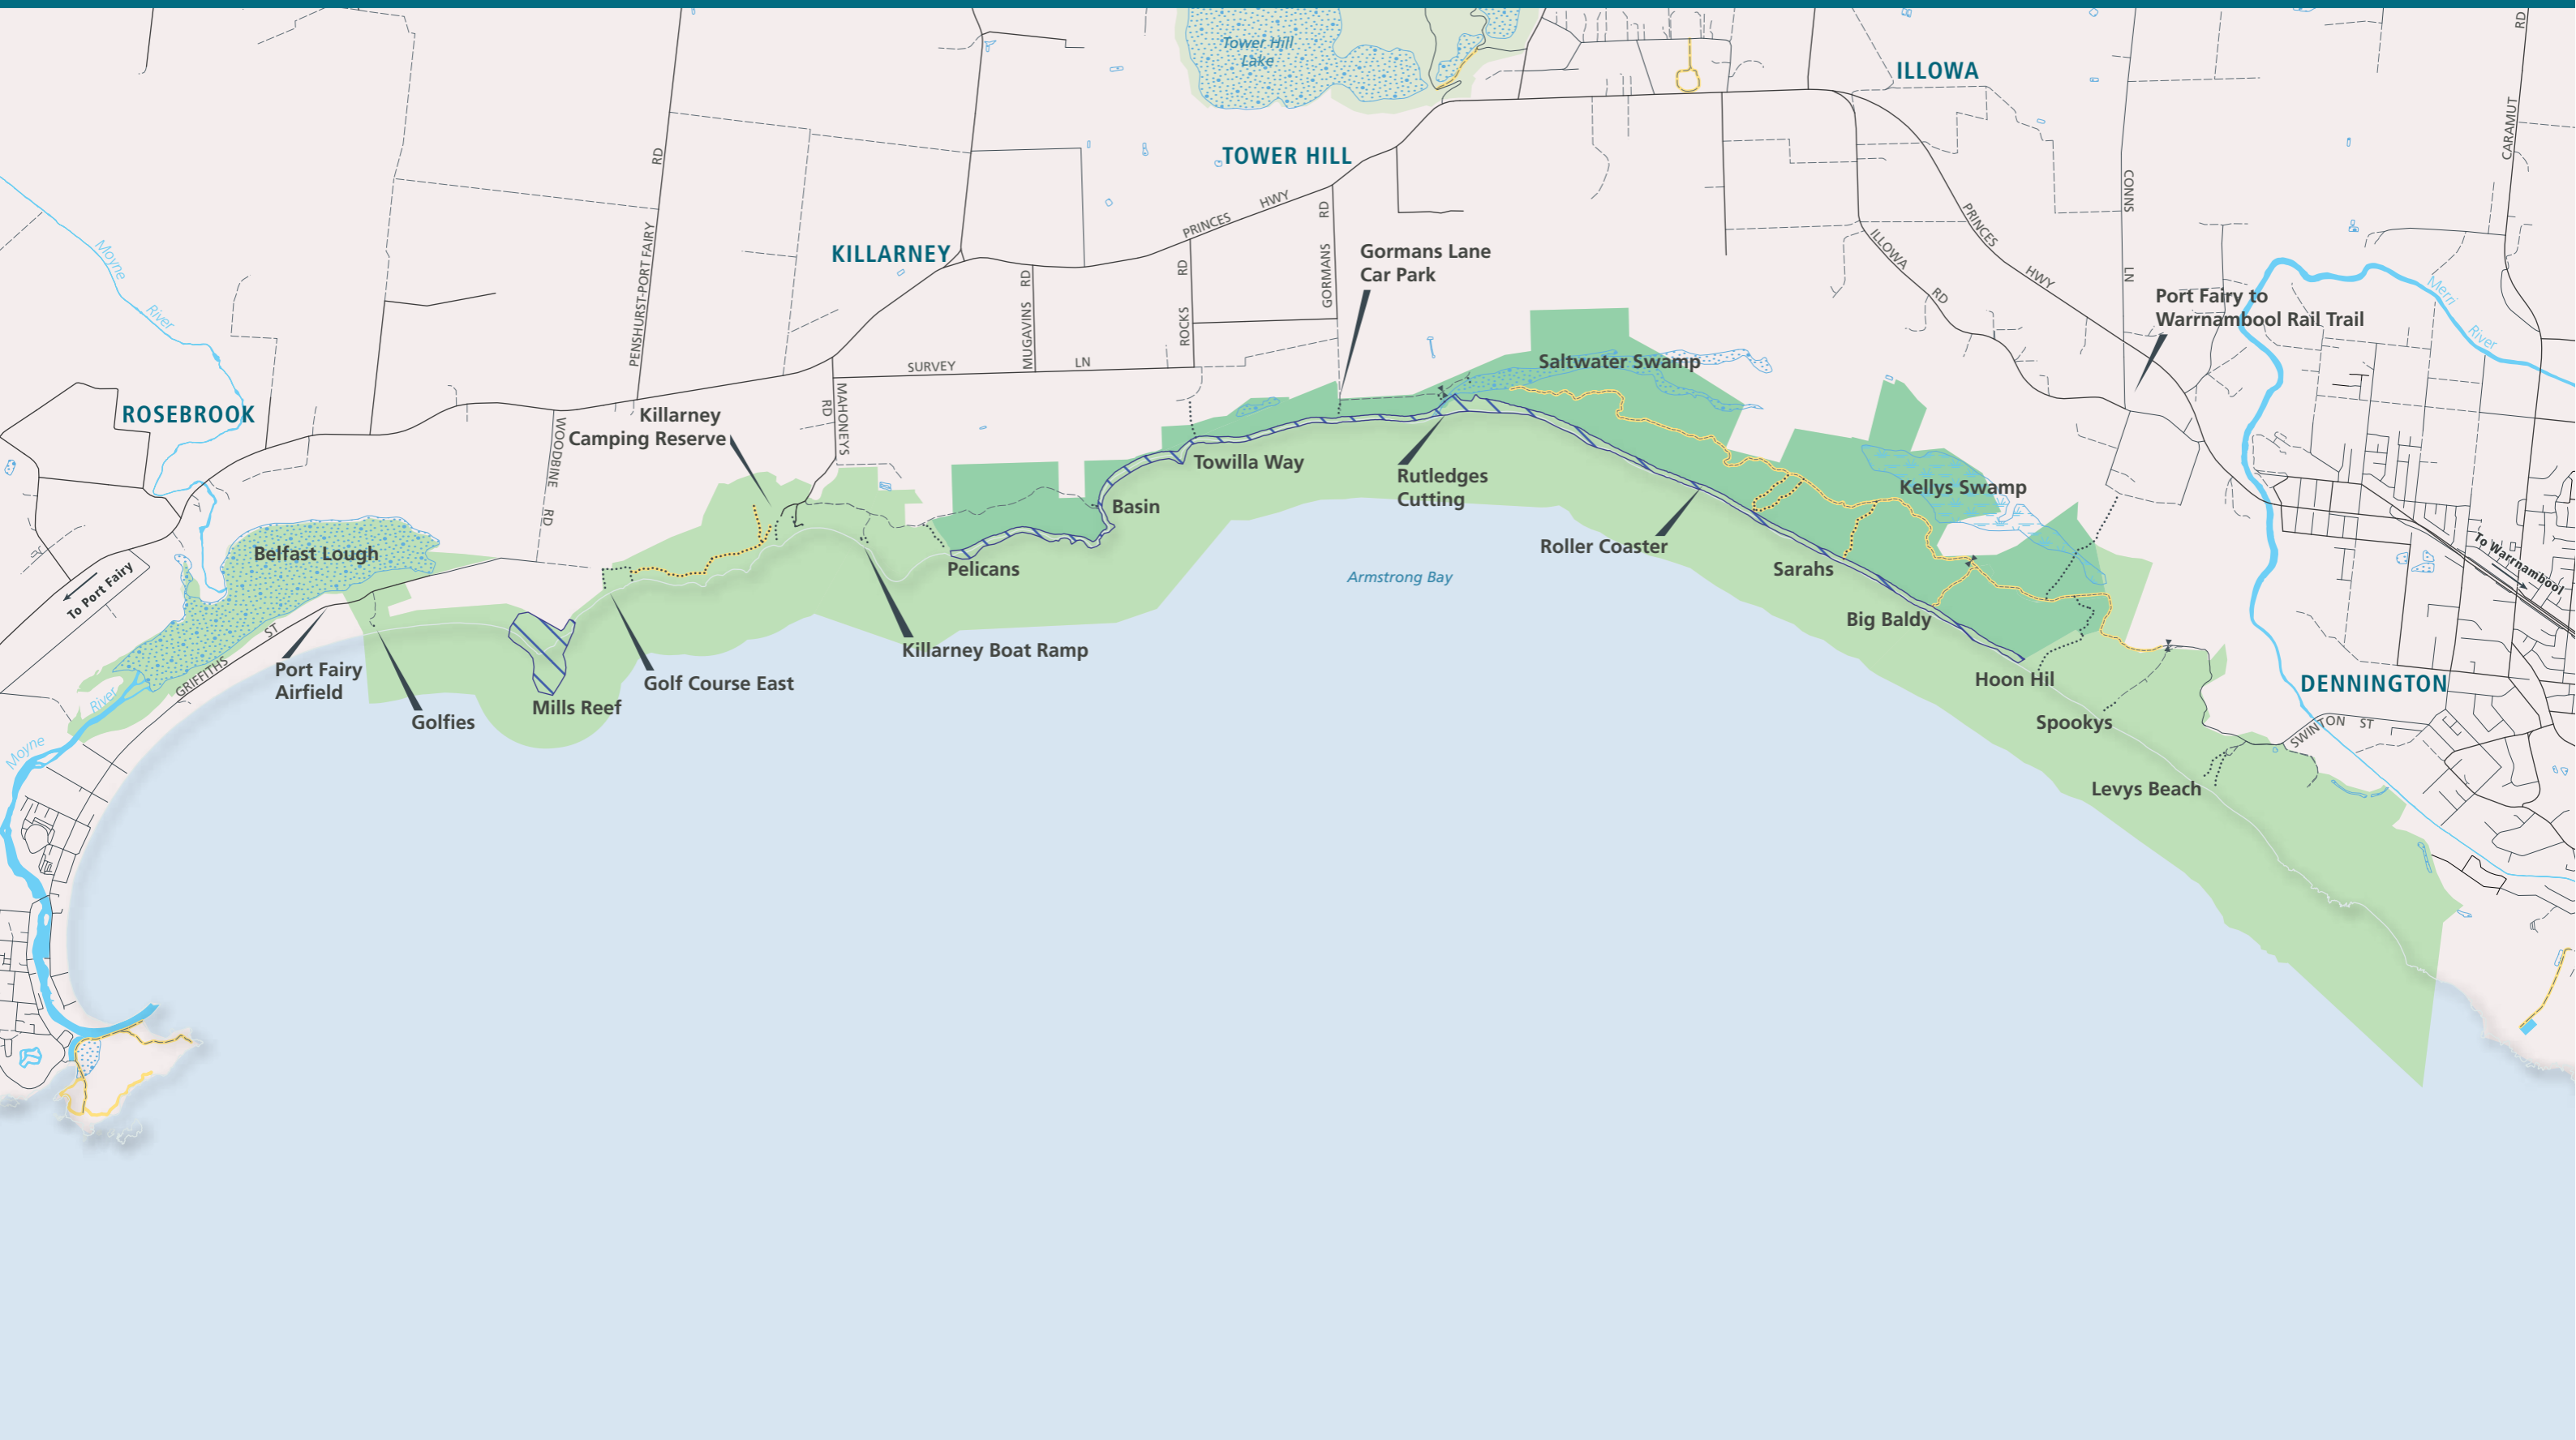 Tower Hill
Lake
ILLOWA
RD
CARAMUT
TOWER HILL
RD
PENSHURST-PORT FAIRY
KILLARNEY
PRINCES HWY
RD
GORMANS
CONNS
LN
PRINCES
HWY
ILLOWA
RD
Moyne
River
Merri
River
Gormans Lane
Car Park
Port Fairy to
Warrnambool Rail Trail
MUGAVINS RD
ROCKS RD
SURVEY LN
Saltwater Swamp
MAHONEYS
RD
ROSEBROOK
Killarney
Camping Reserve
WOODBINE
RD
Towilla Way
Rutledges
Cutting
Kellys Swamp
Basin
Belfast Lough
Roller Coaster
Pelicans
Armstrong Bay
Sarahs
To Port Fairy
To Warrnambool
Big Baldy
GRIFFITHS
ST
Killarney Boat Ramp
Port Fairy
Airfield
Golf Course East
Hoon Hil
DENNINGTON
River
Mills Reef
Golfies
Spookys
SWINTON ST
Moyne
Levys Beach